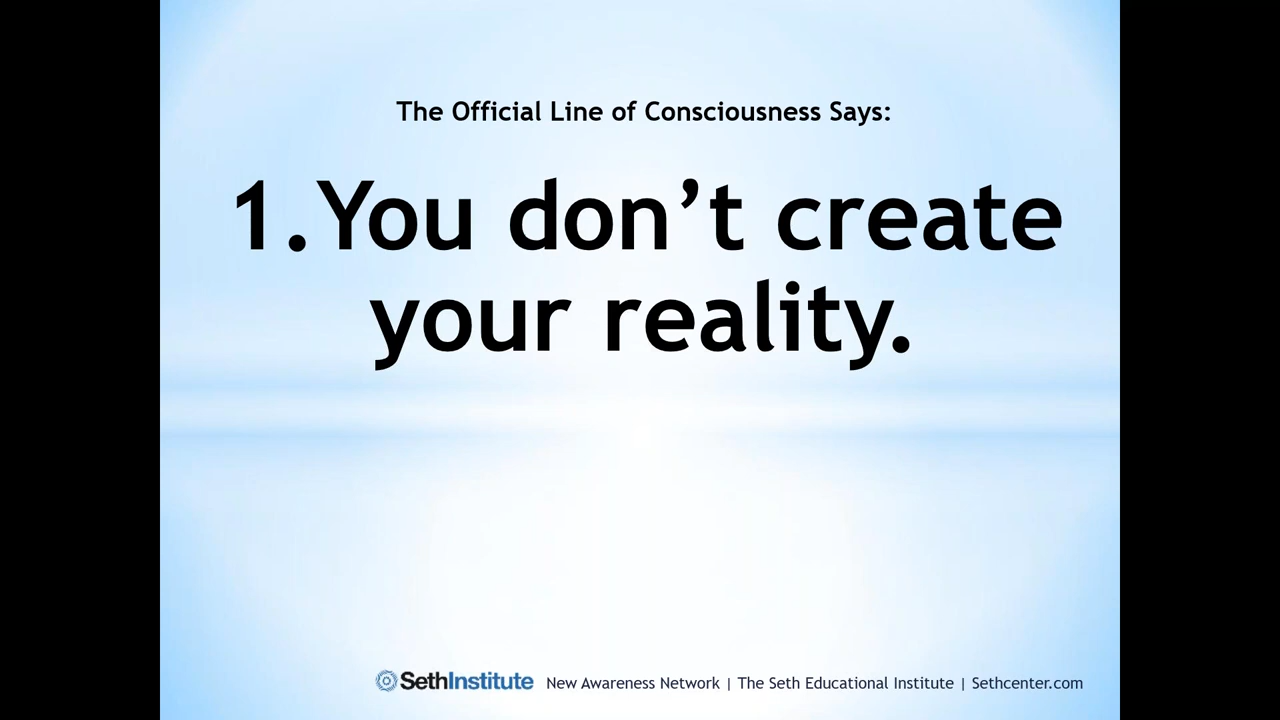 The Official Line of Consciousness Says:
1.You don’t create
your reality.
SethInstitute New Awareness Network | The Seth Educational Institute | Sethcenter.com